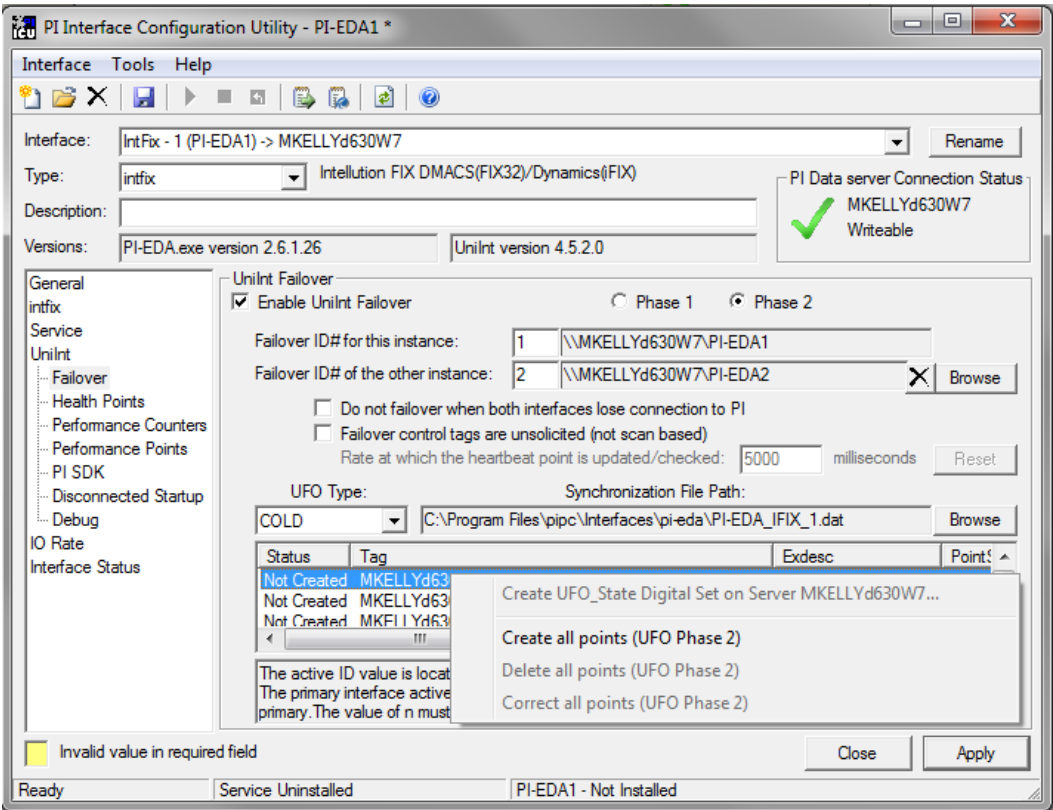 PI Interface Configuration Utility - PI-EDA1 *
Interface Tools Help
Interface: IntFix - 1 (PI-EDA1) -> MKELLYd630W7 Rename
Type: intfix Intellution FIX DMACS(FIX32)/Dynamics(iFIX)
PI Data server Connection Status
MKELLYd630W7
Writeable
Description:
Versions: PI-EDA.exe version 2.6.1.26 UniInt version 4.5.2.0
General
intfix
Service
UniInt
Failover
Health Points
Performance Counters
Performance Points
PI SDK
Disconnected Startup
Debug
IO Rate
Interface Status
UniInt Failover
Enable UniInt Failover Phase 1 Phase 2
Failover ID# for this instance: 1 \\MKELLYd630W7\PI-EDA1
Failover ID# of the other instance: 2 \\MKELLYd630W7\PI-EDA2 Browse
Do not failover when both interfaces lose connection to PI
Failover control tags are unsolicited (not scan based)
Rate at which the heartbeat point is updated/checked: 5000 milliseconds Reset
UFO Type: Synchronization File Path:
COLD C:\Program Files\pipc\Interfaces\pi-eda\PI-EDA_IFIX_1.dat Browse
Status Tag Exdesc PointS
Not Created MKELLYd630
Not Created MKELLYd630
Not Created MKELLYd630
Create UFO_State Digital Set on Server MKELLYd630W7...
Create all points (UFO Phase 2)
Delete all points (UFO Phase 2)
Correct all points (UFO Phase 2)
The active ID value is locat
The primary interface active
primary.The value of n must
Invalid value in required field Close Apply
Ready Service Uninstalled PI-EDA1 - Not Installed